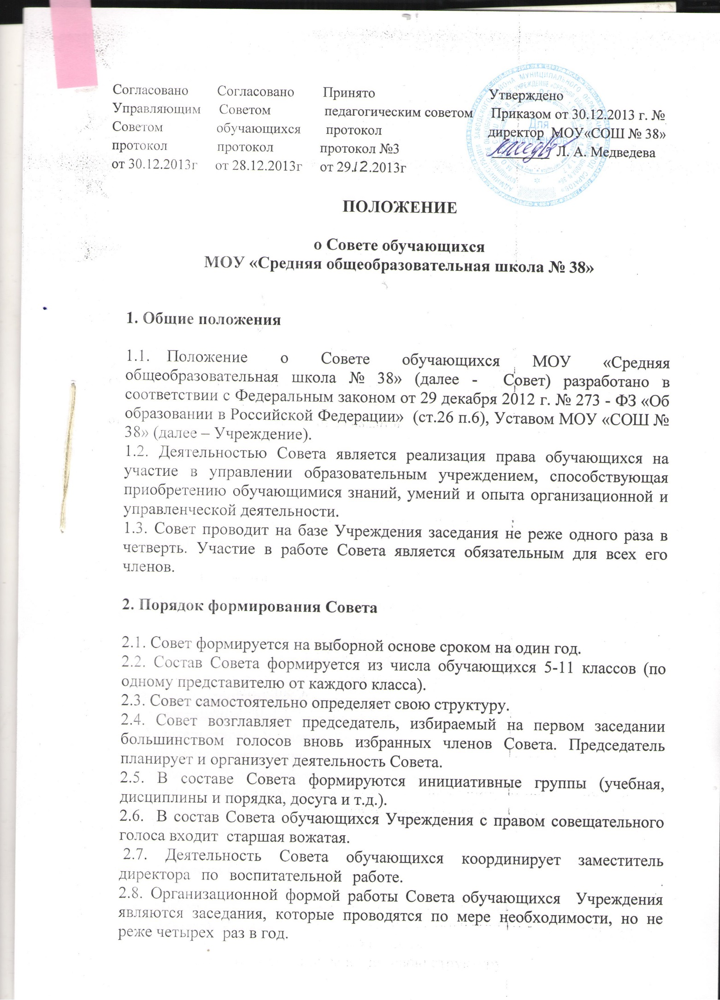 Согласовано Согласовано Принято Утверждено
Управляющим Советом педагогическим советом Приказом от 30.12.2013 г. №
Советом обучающихся протокол директор МОУ«СОШ № 38»
протокол протокол протокол №3 Л. А. Медведева
от 30.12.2013г от 28.12.2013г от 29.12.2013г
Для
документов
ПОЛОЖЕНИЕ
о Совете обучающихся
МОУ «Средняя общеобразовательная школа № 38»
1. Общие положения
1.1. Положение о Совете обучающихся МОУ «Средняя
общеобразовательная школа № 38» (далее - Совет) разработано в
соответствии с Федеральным законом от 29 декабря 2012 г. № 273 - ФЗ «Об
образовании в Российской Федерации» (ст.26 п.6), Уставом МОУ «СОШ №
38» (далее – Учреждение).
1.2. Деятельностью Совета является реализация права обучающихся на
участие в управлении образовательным учреждением, способствующая
приобретению обучающимися знаний, умений и опыта организационной и
управленческой деятельности.
1.3. Совет проводит на базе Учреждения заседания не реже одного раза в
четверть. Участие в работе Совета является обязательным для всех его
членов.
2. Порядок формирования Совета
2.1. Совет формируется на выборной основе сроком на один год.
2.2. Состав Совета формируется из числа обучающихся 5-11 классов (по
одному представителю от каждого класса).
2.3. Совет самостоятельно определяет свою структуру.
2.4. Совет возглавляет председатель, избираемый на первом заседании
большинством голосов вновь избранных членов Совета. Председатель
планирует и организует деятельность Совета.
2.5. В составе Совета формируются инициативные группы (учебная,
дисциплины и порядка, досуга и т.д.).
2.6. В состав Совета обучающихся Учреждения с правом совещательного
голоса входит старшая вожатая.
2.7. Деятельность Совета обучающихся координирует заместитель
директора по воспитательной работе.
2.8. Организационной формой работы Совета обучающихся Учреждения
являются заседания, которые проводятся по мере необходимости, но не
реже четырех раз в год.